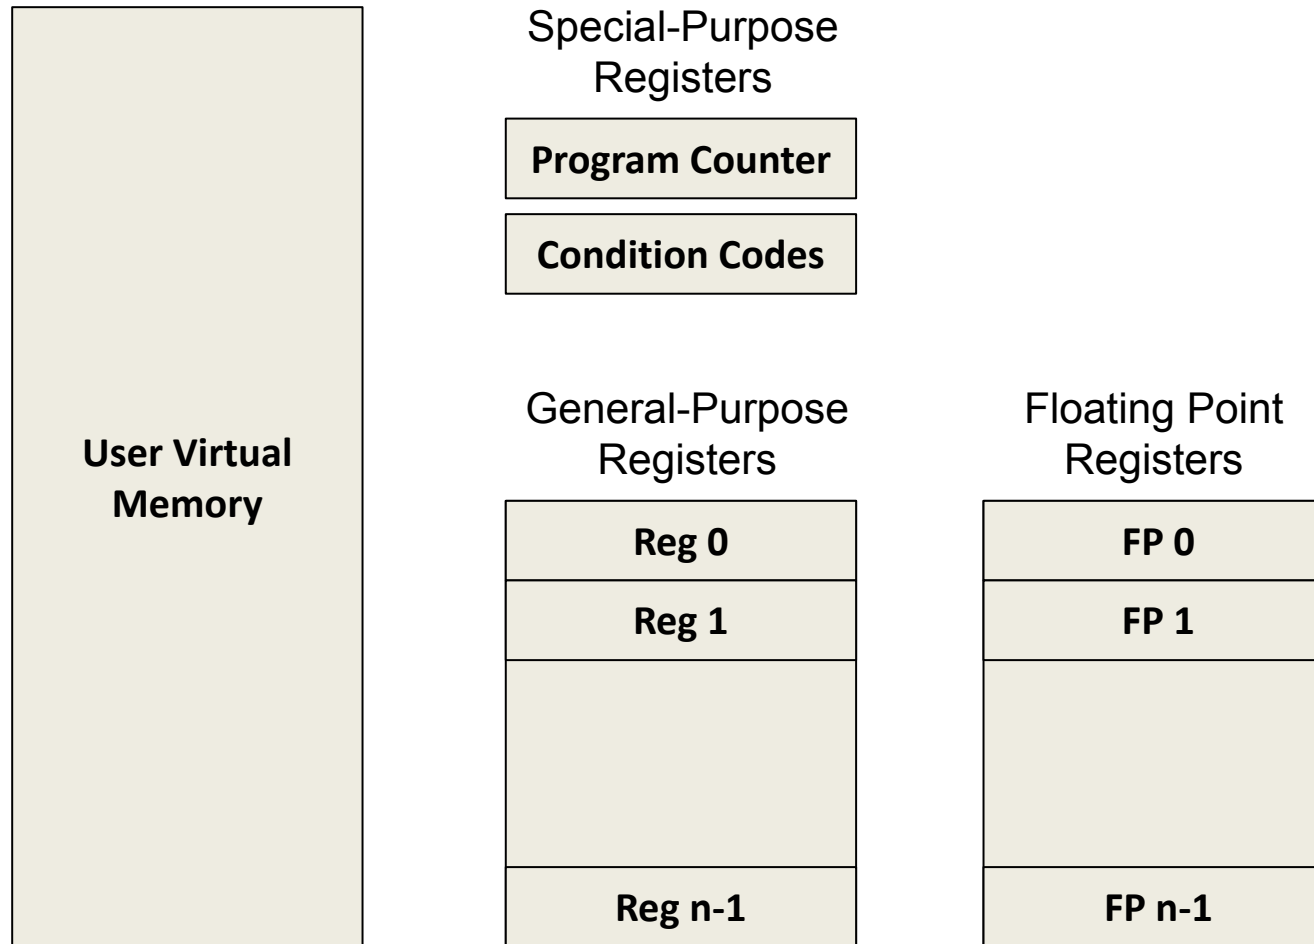 User Virtual
Memory
Special-Purpose
Registers
Program Counter
Condition Codes
General-Purpose
Registers
Reg 0
Reg 1
Reg n-1
Floating Point
Registers
FP 0
FP 1
FP n-1